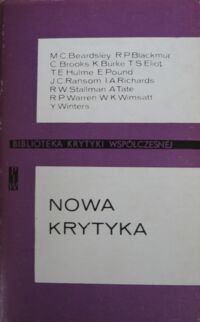 M.C. Beardsley R.P. Blackmur
C. Brooks K. Burke T.S. Eliot
T.E. Hulme E. Pound
J.C. Ransom I.A. Richards
R.W. Stallman A. Tate
R.P. Warren W.K. Wimsatt
Y. Winters
BIBLIOTEKA KRYTYKI WSPÓŁCZESNEJ
PIW
NOWA
KRYTYKA